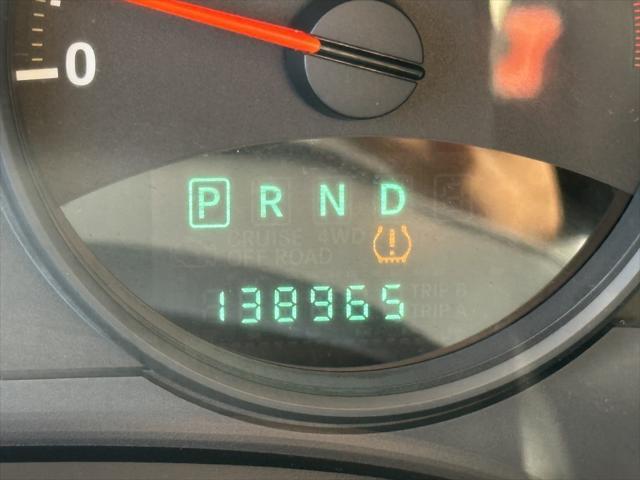 0
P R N D
CRUISE 4WD
OFF ROAD
TRIP B
138965 TRIP A